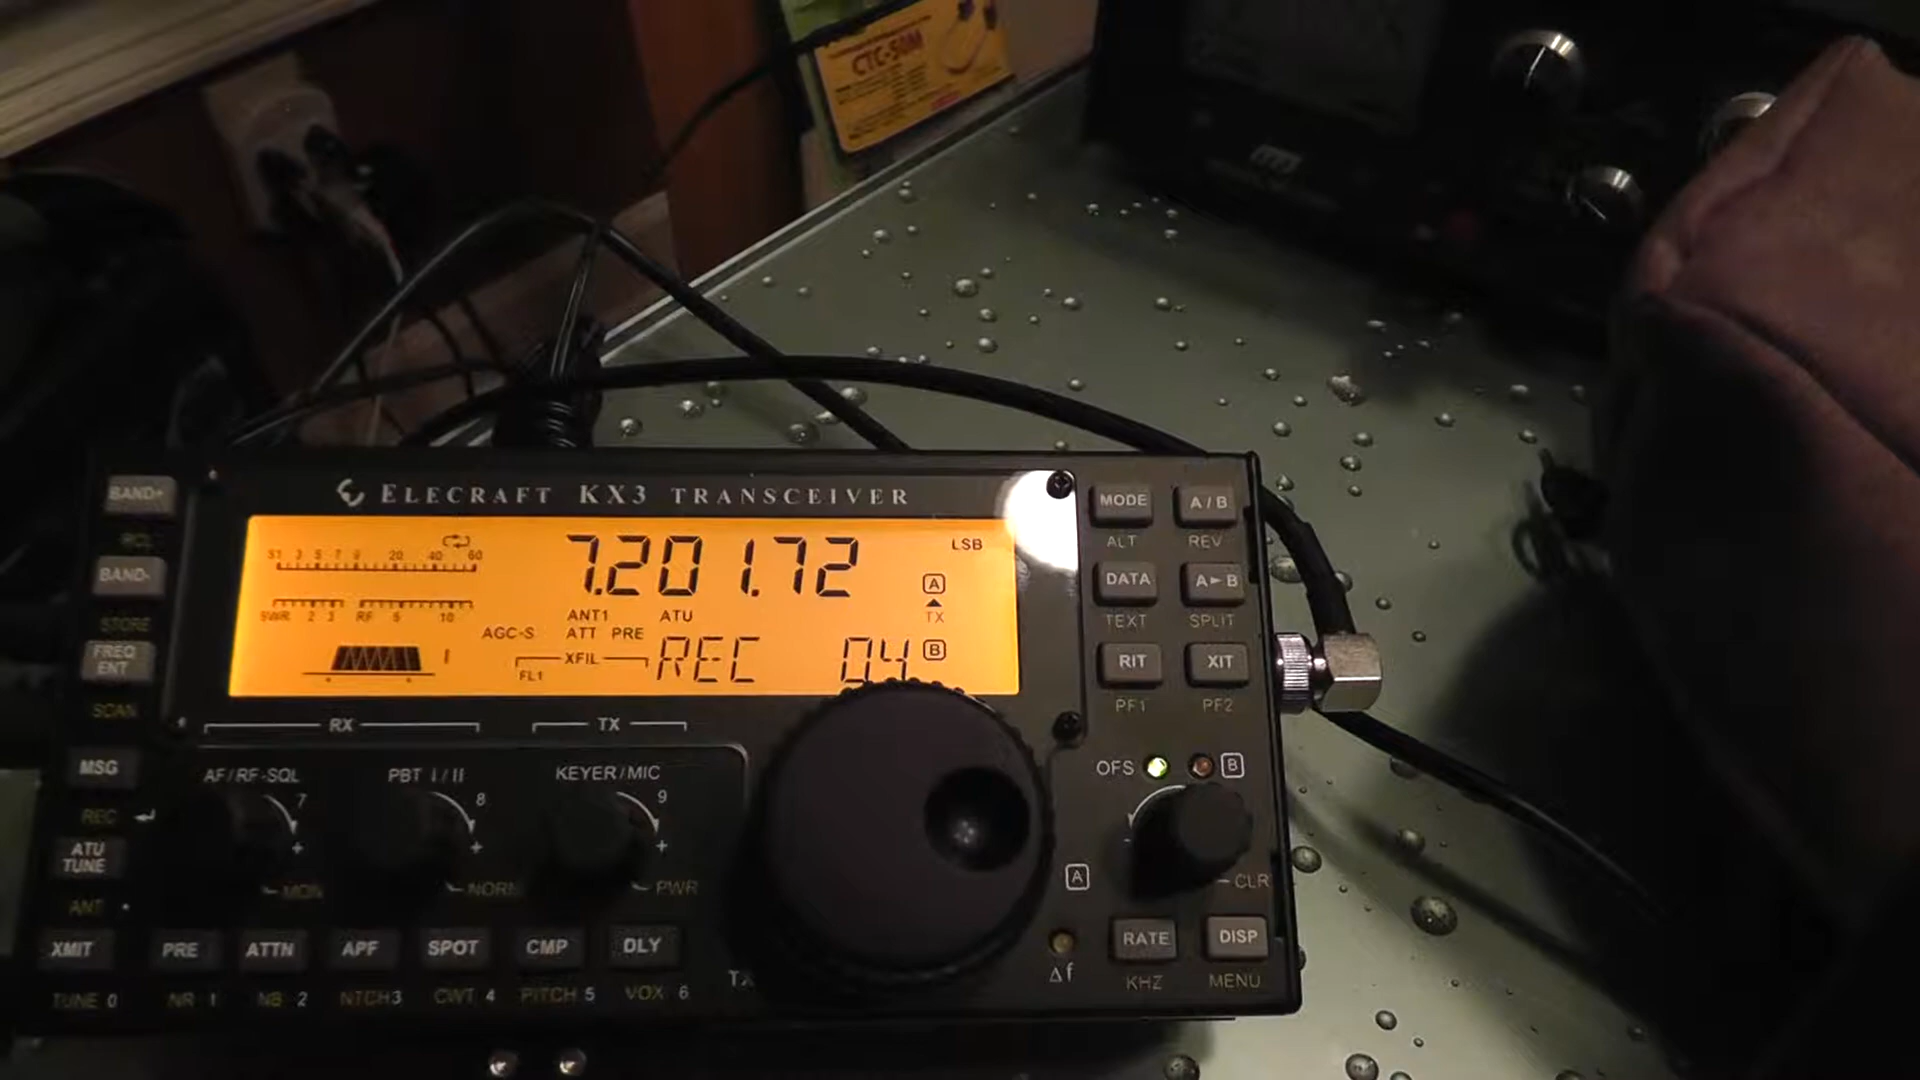 CTC-50M
ELECRAFT KX3 TRANSCEIVER
BAND+
RCL
BAND-
STORE
FREQ ENT
SCAN
S1 3 5 7 9 20 40 60
7.201.72
LSB
A
TX
B
SWR 2 3 RF 5 10
ANT1 ATU
AGC-S ATT PRE
XFIL
FL1
I
REC 04
MODE A/B
ALT REV
DATA A►B
TEXT SPLIT
RIT XIT
PF1 PF2
RX TX
MSG
REC
AF/RF-SQL PBT I/II KEYER/MIC
7 8 9
+ + +
MON NORM PWR
OFS B
-
A
CLR
ATU TUNE
ANT
XMIT PRE ATTN APF SPOT CMP DLY
TUNE 0 NR 1 NB 2 NTCH 3 CWT 4 PITCH 5 VOX 6
TX
Δf
RATE DISP
KHZ MENU